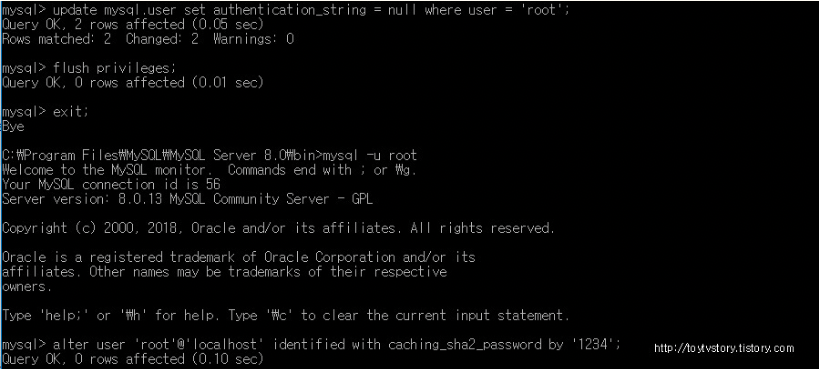 mysql> update mysql.user set authentication_string = null where user = 'root';
Query OK, 2 rows affected (0.05 sec)
Rows matched: 2  Changed: 2  Warnings: 0
mysql> flush privileges;
Query OK, 0 rows affected (0.01 sec)
mysql> exit;
Bye
C:₩Program Files₩MySQL₩MySQL Server 8.0₩bin>mysql -u root
Welcome to the MySQL monitor.  Commands end with ; or ₩g.
Your MySQL connection id is 56
Server version: 8.0.13 MySQL Community Server - GPL
Copyright (c) 2000, 2018, Oracle and/or its affiliates. All rights reserved.
Oracle is a registered trademark of Oracle Corporation and/or its
affiliates. Other names may be trademarks of their respective
owners.
Type 'help;' or '₩h' for help. Type '₩c' to clear the current input statement.
mysql> alter user 'root'@'localhost' identified with caching_sha2_password by '1234';
http://toytvstory.tistory.com
Query OK, 0 rows affected (0.10 sec)